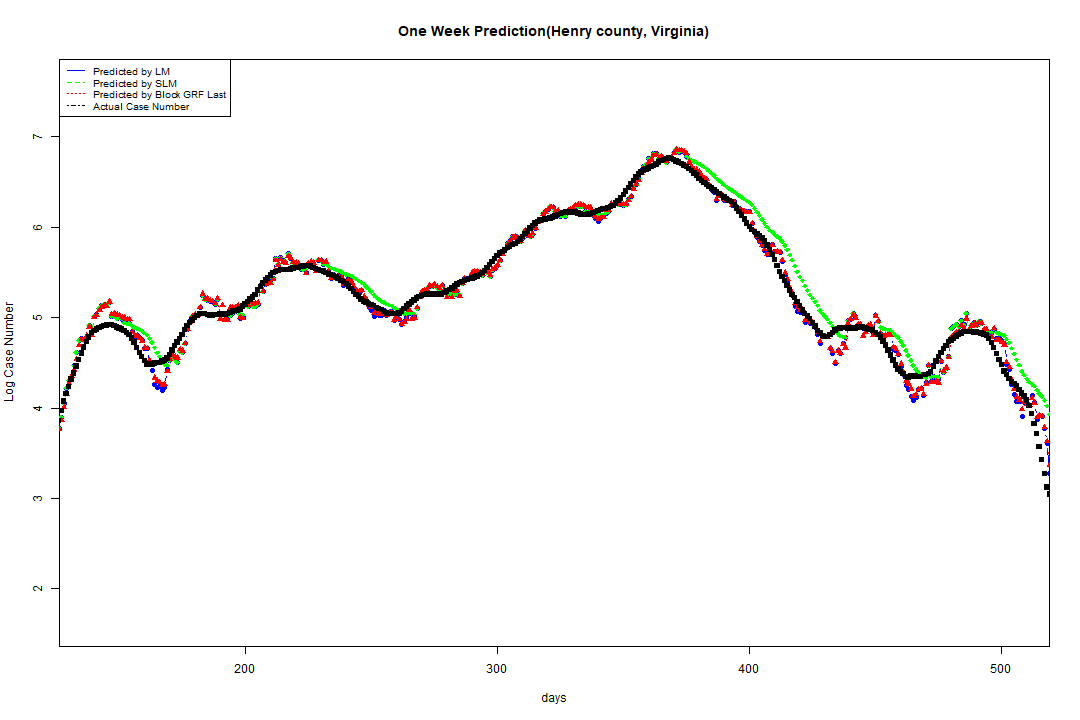 One Week Prediction(Henry county, Virginia)
Predicted by LM
Predicted by SLM
Predicted by Block GRF Last
Actual Case Number
7
6
5
4
3
2
Log Case Number
200
300
400
500
days